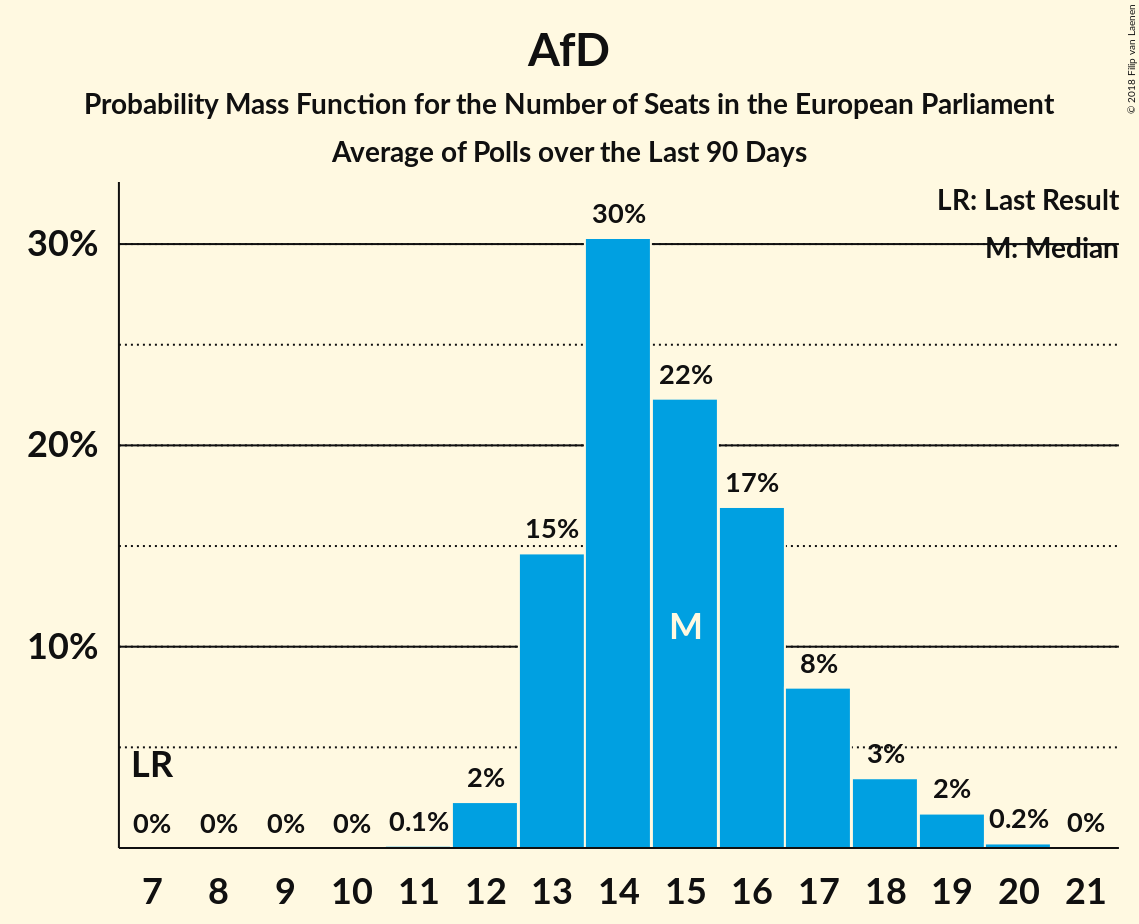 AfD
Probability Mass Function for the Number of Seats in the European Parliament
Average of Polls over the Last 90 Days
© 2018 Filip van Laenen
LR: Last Result
M: Median
30%
20%
10%
30%
22%
17%
15%
M
8%
LR
3%
2%
2%
0%
0%
0%
0%
0.1%
0.2%
0%
7 8 9 10 11 12 13 14 15 16 17 18 19 20 21